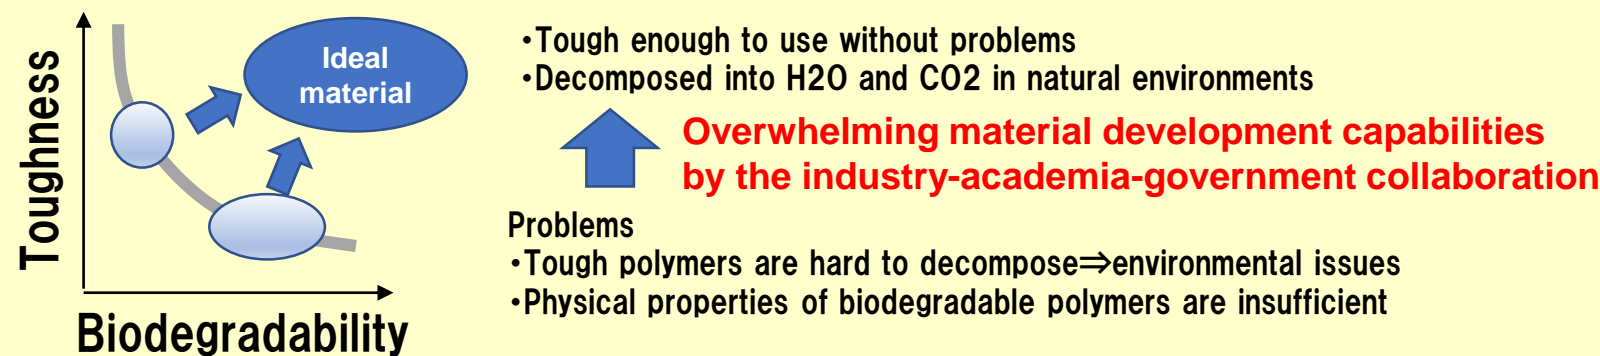 Toughness
Ideal
material
Biodegradability
・Tough enough to use without problems
・Decomposed into H2O and CO2 in natural environments
Overwhelming material development capabilities
by the industry-academia-government collaboration
Problems
・Tough polymers are hard to decompose⇒environmental issues
・Physical properties of biodegradable polymers are insufficient